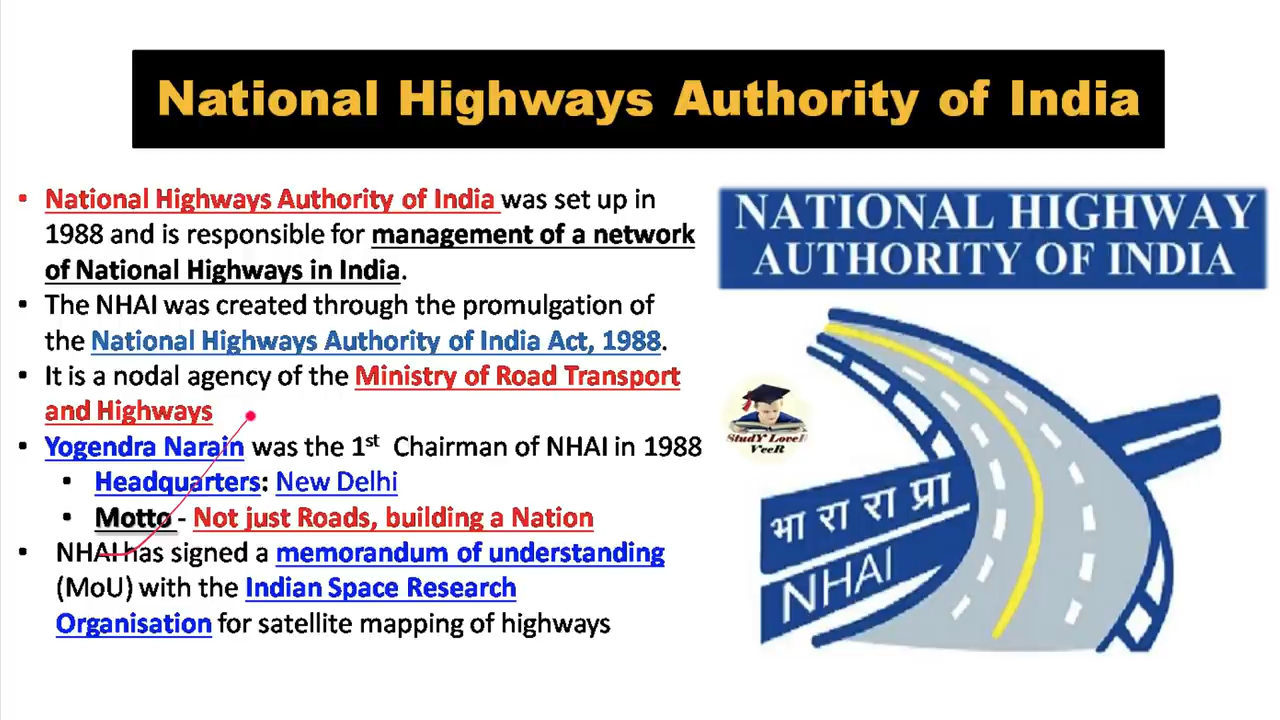 National Highways Authority of India
• National Highways Authority of India was set up in
1988 and is responsible for management of a network
of National Highways in India.
• The NHAI was created through the promulgation of
the National Highways Authority of India Act, 1988.
• It is a nodal agency of the Ministry of Road Transport
and Highways
• Yogendra Narain was the 1st Chairman of NHAI in 1988
• Headquarters: New Delhi
• Motto - Not just Roads, building a Nation
• NHAI has signed a memorandum of understanding
(MoU) with the Indian Space Research
Organisation for satellite mapping of highways
NATIONAL HIGHWAY
AUTHORITY OF INDIA
StudY LoveR
VeeR
भा रा रा प्रा
NHAI